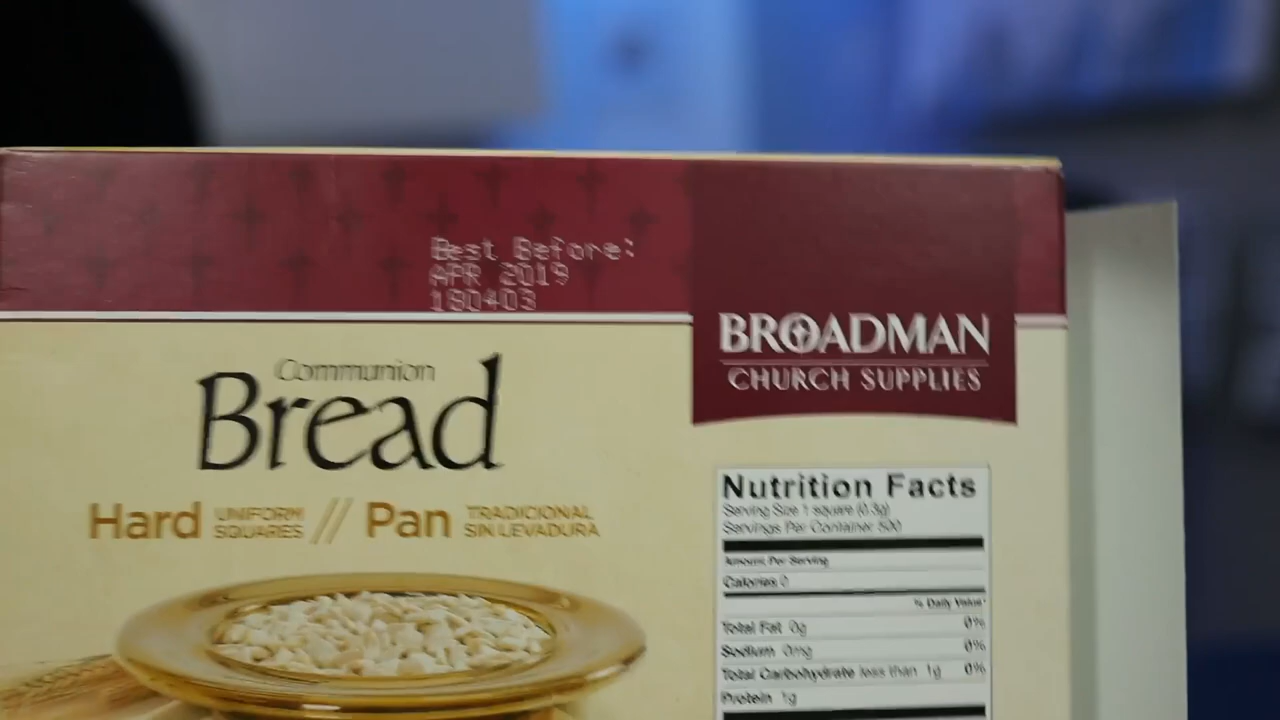 Best Before:
APR 2019
180403
BROADMAN
CHURCH SUPPLIES
Communion
Bread
Hard UNIFORM SQUARES // Pan TRADICIONAL SIN LEVADURA
Nutrition Facts
Serving Size 1 square (0.3g)
Servings Per Container 500
Amount Per Serving
Calories 0
% Daily Value*
Total Fat 0g 0%
Sodium 0mg 0%
Total Carbohydrate less than 1g 0%
Protein 1g